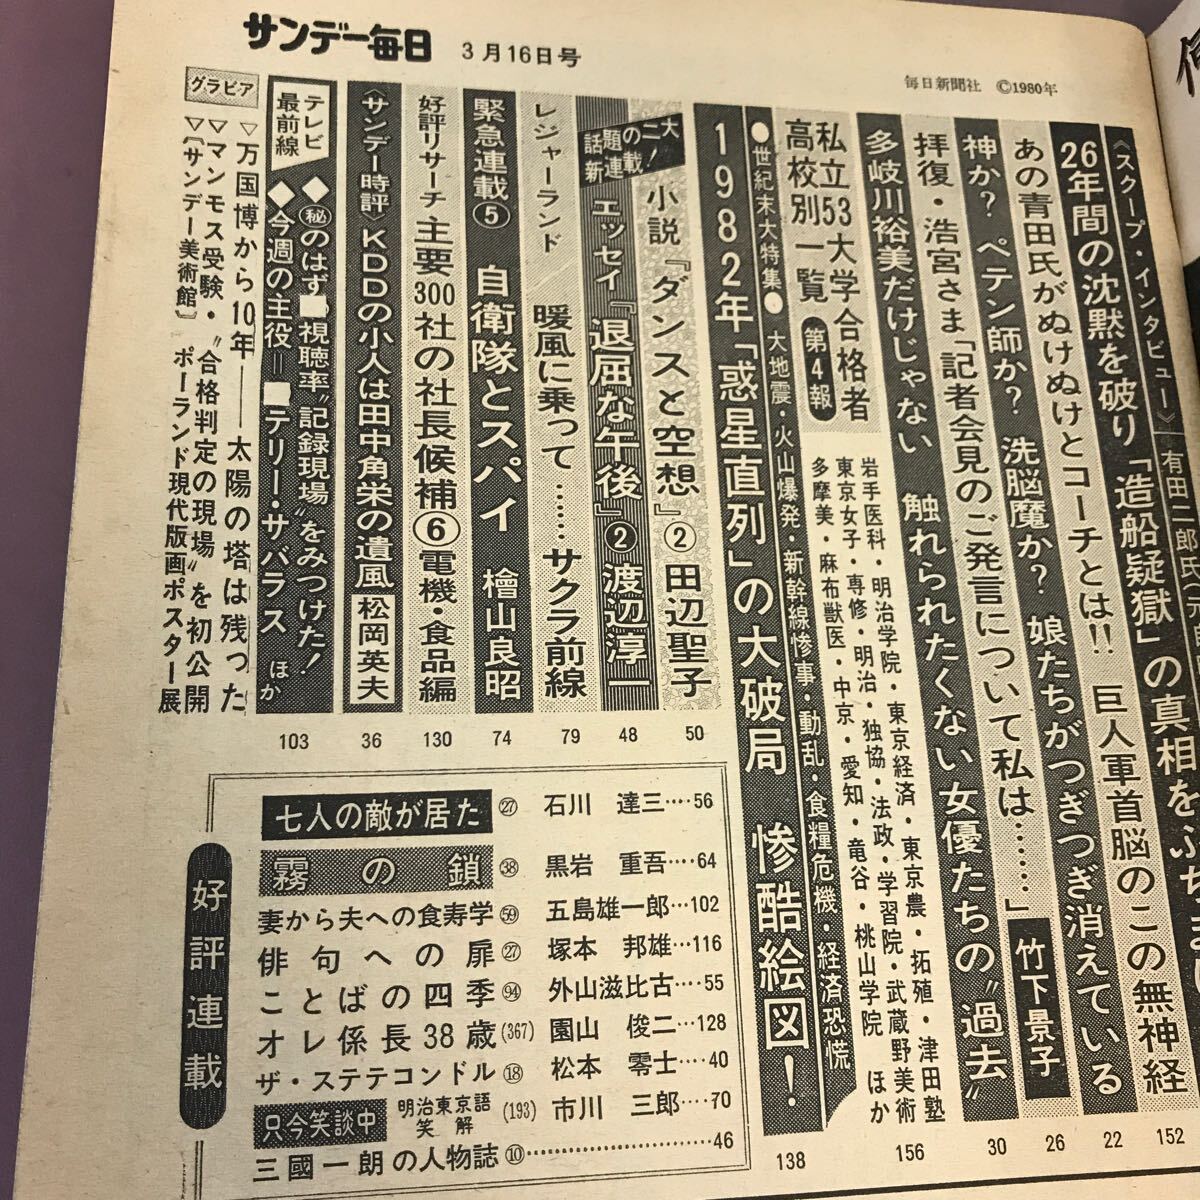 サンデー毎日
3月16日号
毎日新聞社 ©1980年
《スクープ・インタビュー》有田二郎氏
26年間の沈黙を破り「造船疑獄」の真相を
152
あの青田氏がぬけぬけとコーチとは!! 巨人軍首脳のこの無神経
22
神か? ペテン師か? 洗脳魔か? 娘たちがつぎつぎ消えている
26
拝復・浩宮さま「記者会見のご発言について私は……」竹下景子
30
多岐川裕美だけじゃない 触れられたくない女優たちの〝過去〟
私立53大学合格者
高校別一覧 第4報
岩手医科・明治学院・東京経済・東京農・拓殖・津田塾
東京女子・専修・明治・独協・法政・学習院・武蔵野美術
多摩美・麻布獣医・中京・愛知・竜谷・桃山学院 ほか
156
●世紀末大特集● 大地震・火山爆発・新幹線惨事・動乱・食糧危機・経済恐慌
1982年「惑星直列」の大破局 惨酷絵図!
138
話題の二大
新連載!
小説『ダンスと空想』② 田辺聖子
50
エッセイ『退屈な午後』② 渡辺淳一
48
レジャーランド 暖風に乗って……サクラ前線
79
緊急連載⑤ 自衛隊とスパイ 檜山良昭
74
好評リサーチ 主要300社の社長候補⑥電機・食品編
130
〈サンデー時評〉KDDの小人は田中角栄の遺風 松岡英夫
36
テレビ
最前線
◆㊙のはず■視聴率〝記録現場〟をみつけた!
◆今週の主役=■テリー・サバラス ほか
103
グラビア
▽万国博から10年——太陽の塔は残った
▽マンモス受験・〝合格判定の現場〟を初公開
▽〔サンデー美術館〕 ポーランド現代版画ポスター展
好評連載
七人の敵が居た ㉗ 石川 達三…56
霧の鎖 ㊳ 黒岩 重吾…64
妻から夫への食寿学 (59) 五島雄一郎…102
俳句への扉 ㉗ 塚本 邦雄…116
ことばの四季 (94) 外山滋比古…55
オレ係長38歳 (367) 園山 俊二…128
ザ・ステテコンドル ⑱ 松本 零士…40
只今笑談中 明治東京語笑解 (193) 市川 三郎…70
三國一朗の人物誌 ⑩……46